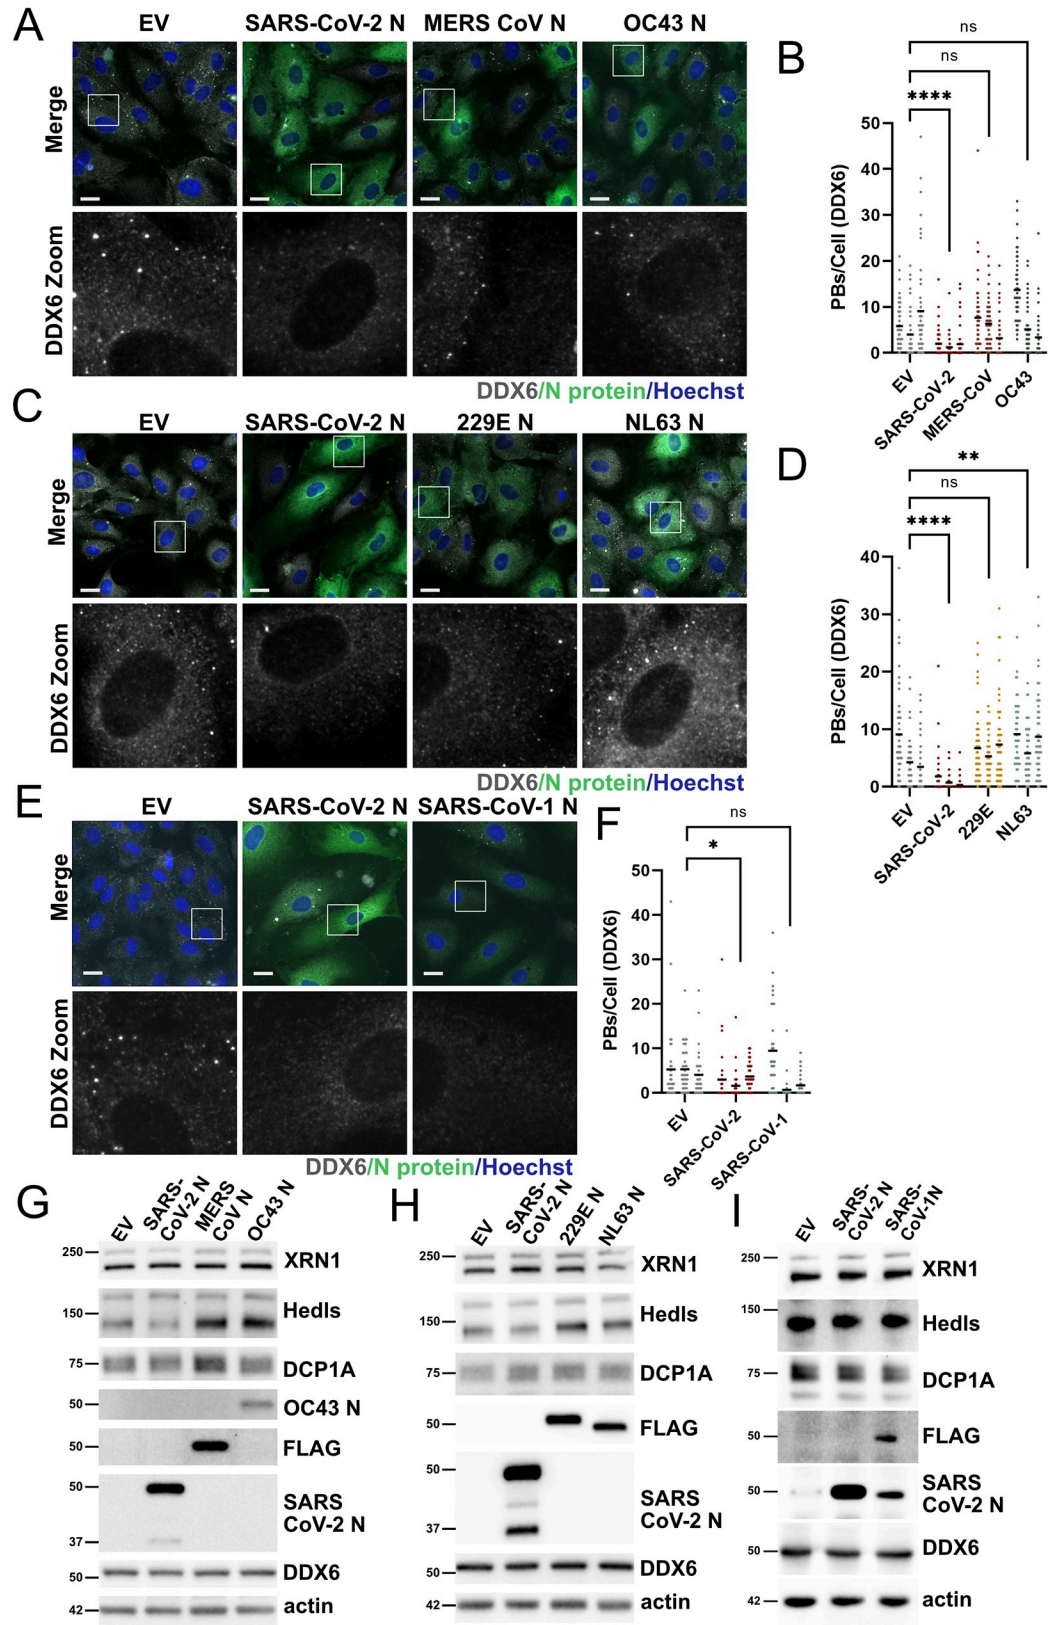 A
EV
SARS-CoV-2 N
MERS CoV N
OC43 N
Merge
DDX6 Zoom
DDX6/N protein/Hoechst
B
ns
ns
****
PBs/Cell (DDX6)
50
40
30
20
10
0
EV
SARS-CoV-2
MERS-CoV
OC43
C
EV
SARS-CoV-2 N
229E N
NL63 N
Merge
DDX6 Zoom
DDX6/N protein/Hoechst
D
**
ns
****
PBs/Cell (DDX6)
40
30
20
10
0
EV
SARS-CoV-2
229E
NL63
E
EV
SARS-CoV-2 N
SARS-CoV-1 N
Merge
DDX6 Zoom
DDX6/N protein/Hoechst
F
ns
*
PBs/Cell (DDX6)
50
40
30
20
10
0
EV
SARS-CoV-2
SARS-CoV-1
G
EV
SARS-
CoV-2 N
MERS
CoV N
OC43 N
250
XRN1
150
Hedls
75
DCP1A
50
OC43 N
50
FLAG
50
37
SARS
CoV-2 N
50
DDX6
42
actin
H
EV
SARS-
CoV-2 N
229E N
NL63 N
250
XRN1
150
Hedls
75
DCP1A
50
FLAG
50
37
SARS
CoV-2 N
50
DDX6
42
actin
I
EV
SARS-
CoV-2 N
SARS-
CoV-1N
250
XRN1
150
Hedls
75
DCP1A
50
FLAG
50
SARS
CoV-2 N
50
DDX6
42
actin